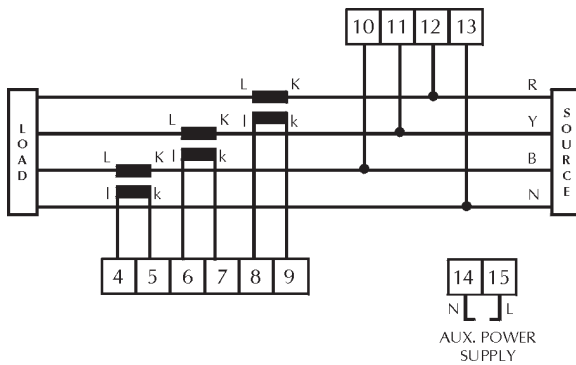 10 11 12 13
L K R
l k
L K Y
l k
L K B
l k
N
LOAD
SOURCE
4 5 6 7 8 9
14 15
N L
AUX. POWER
SUPPLY